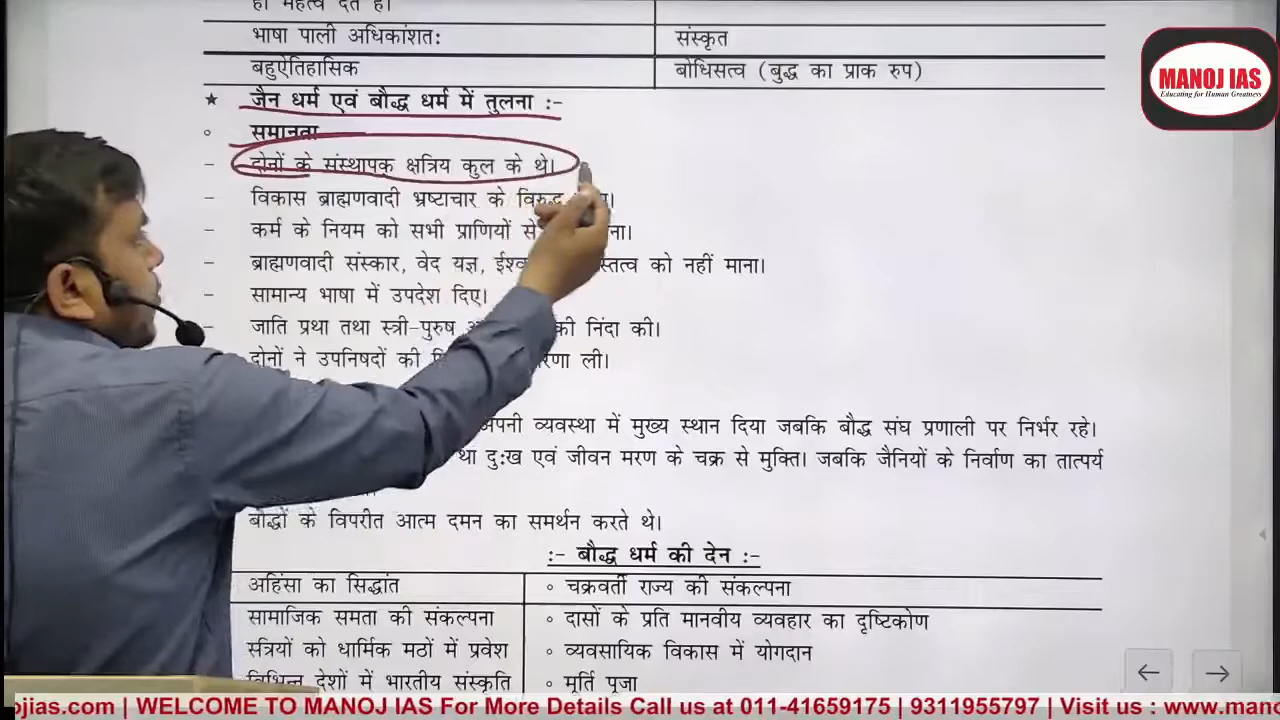 हा महत्व देते हैं।
भाषा पाली अधिकांशतः
संस्कृत
बहुऐतिहासिक
बोधिसत्व (बुद्ध का प्राक रुप)
MANOJ IAS
Educating for Human Greatness
★ जैन धर्म एवं बौद्ध धर्म में तुलना :-
◦ समानता
- दोनों के संस्थापक क्षत्रिय कुल के थे।
- विकास ब्राह्मणवादी भ्रष्टाचार के विरुद्ध
- कर्म के नियम को सभी प्राणियों से
- ब्राह्मणवादी संस्कार, वेद यज्ञ, को नहीं माना।
- सामान्य भाषा में उपदेश दिए।
- जाति प्रथा तथा स्त्री-पुरुष की निंदा की।
दोनों ने उपनिषदों की ली।
अपनी व्यवस्था में मुख्य स्थान दिया जबकि बौद्ध संघ प्रणाली पर निर्भर रहे।
दुःख एवं जीवन मरण के चक्र से मुक्ति। जबकि जैनियों के निर्वाण का तात्पर्य
बौद्धों के विपरीत आत्म दमन का समर्थन करते थे।
:- बौद्ध धर्म की देन :-
अहिंसा का सिद्धांत
◦ चक्रवर्ती राज्य की संकल्पना
सामाजिक समता की संकल्पना
◦ दासों के प्रति मानवीय व्यवहार का दृष्टिकोण
स्त्रियों को धार्मिक मठों में प्रवेश
◦ व्यवसायिक विकास में योगदान
विभिन्न देशों में भारतीय संस्कृति
◦ मूर्ति पूजा
ojias.com | WELCOME TO MANOJ IAS For More Details Call us at 011-41659175 | 9311955797 | Visit us : www.mano